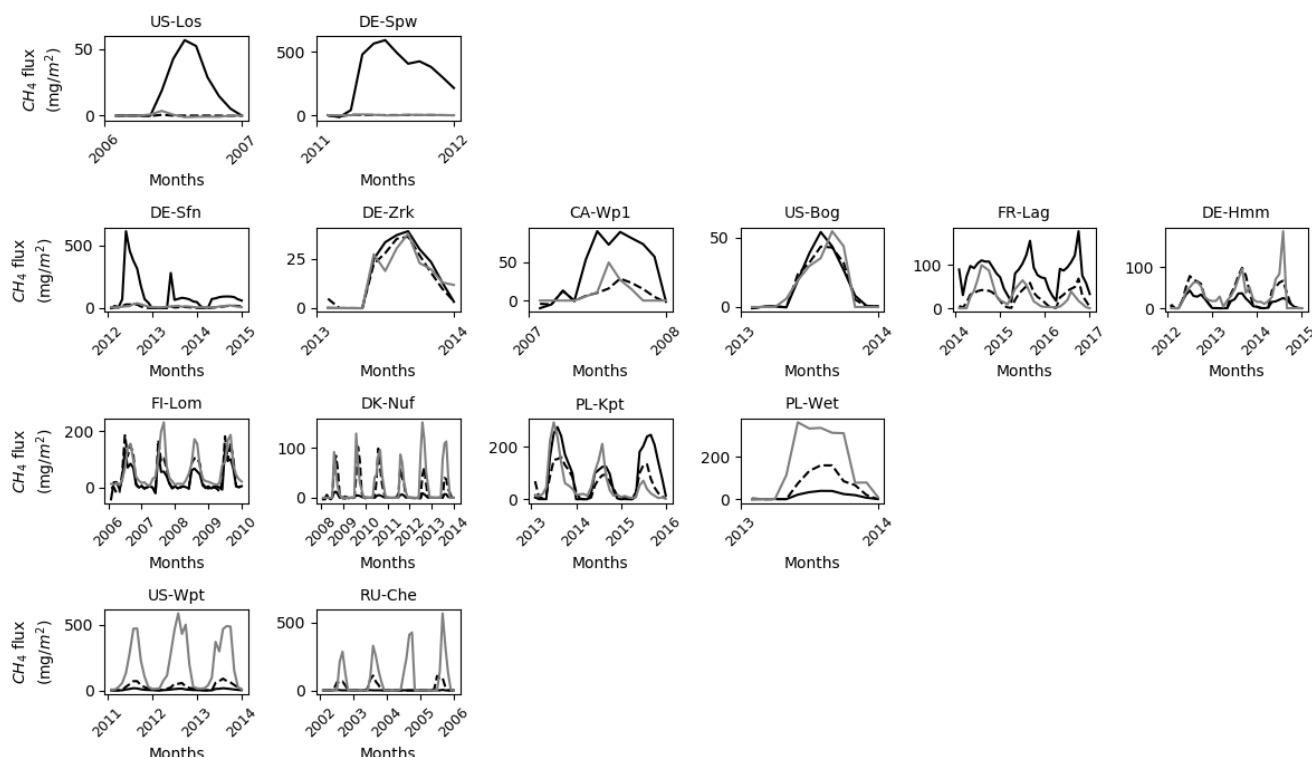 US-Los DE-Spw
CH4 flux (mg/m2)
50
0
500
0
2006 2007 2011 2012
Months Months
DE-Sfn DE-Zrk CA-Wp1 US-Bog FR-Lag DE-Hmm
CH4 flux (mg/m2)
500
0
25
0
50
0
50
0
100
0
100
0
2012 2013 2014 2015 2013 2014 2007 2008 2013 2014 2014 2015 2016 2017 2012 2013 2014 2015
Months Months Months Months Months Months
FI-Lom DK-Nuf PL-Kpt PL-Wet
CH4 flux (mg/m2)
200
0
100
0
200
0
200
0
2006 2007 2008 2009 2010 2008 2009 2010 2011 2012 2013 2014 2013 2014 2015 2016 2013 2014
Months Months Months Months
US-Wpt RU-Che
CH4 flux (mg/m2)
500
0
500
0
2011 2012 2013 2014 2002 2003 2004 2005 2006
Months Months